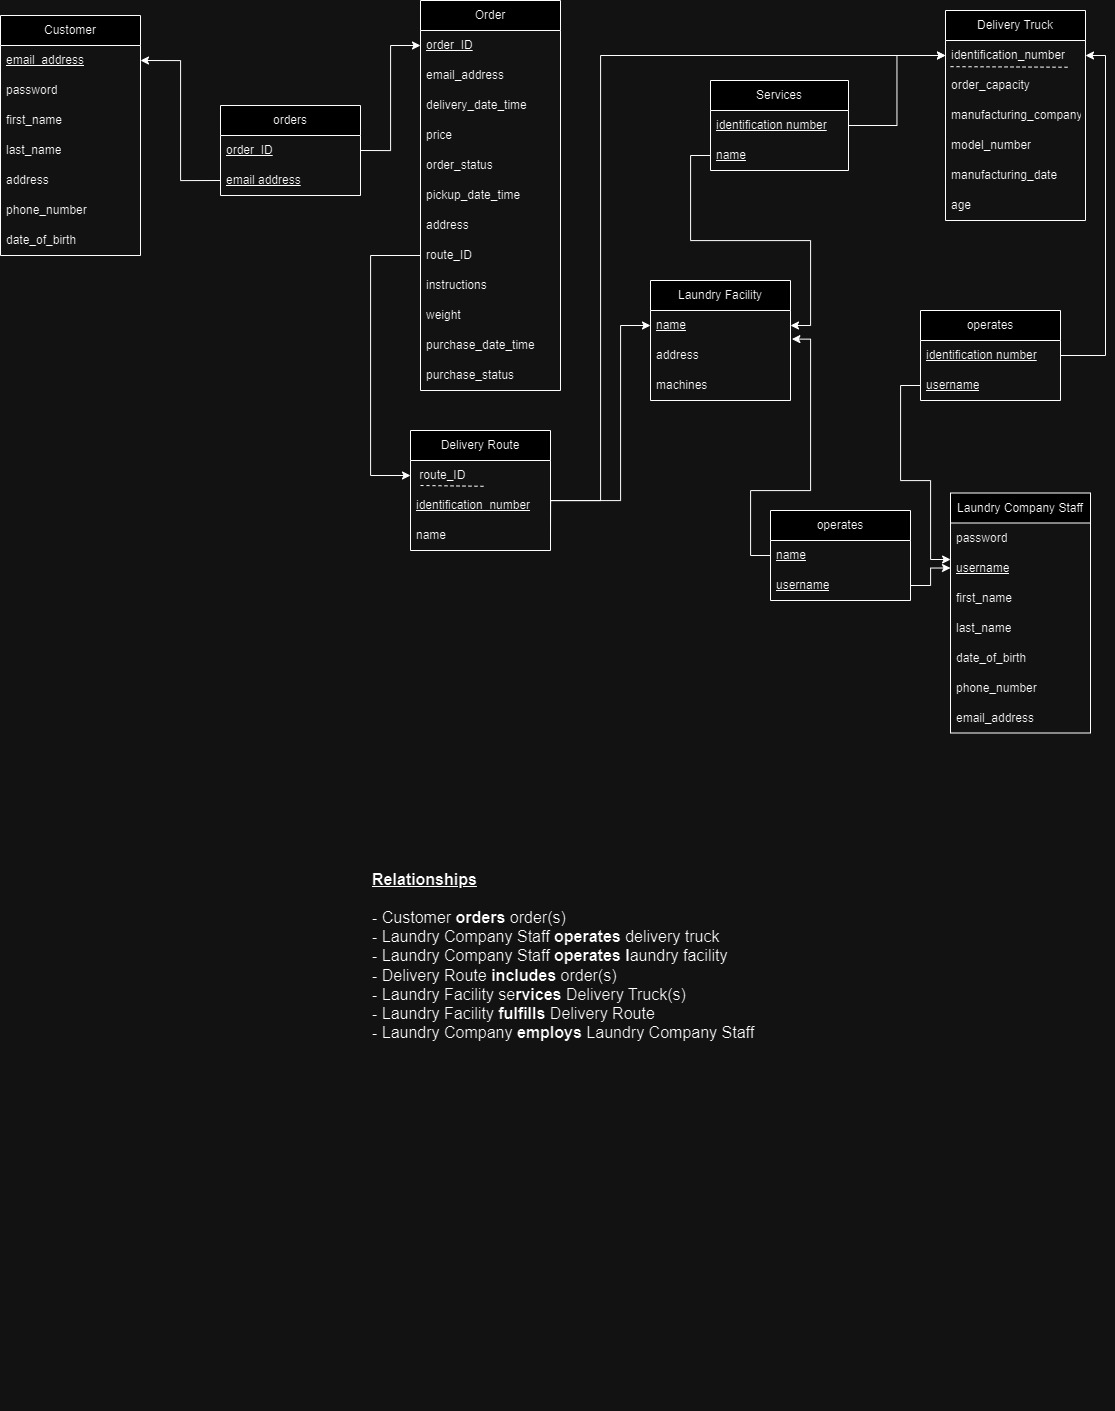 Customer
email_address
password
first_name
last_name
address
phone_number
date_of_birth
orders
order_ID
email address
Order
order_ID
email_address
delivery_date_time
price
order_status
pickup_date_time
address
route_ID
instructions
weight
purchase_date_time
purchase_status
Delivery Route
route_ID
identification_number
name
Services
identification number
name
Laundry Facility
name
address
machines
Delivery Truck
identification_number
order_capacity
manufacturing_company
model_number
manufacturing_date
age
operates
identification number
username
operates
name
username
Laundry Company Staff
password
username
first_name
last_name
date_of_birth
phone_number
email_address
Relationships
- Customer orders order(s)
- Laundry Company Staff operates delivery truck
- Laundry Company Staff operates laundry facility
- Delivery Route includes order(s)
- Laundry Facility services Delivery Truck(s)
- Laundry Facility fulfills Delivery Route
- Laundry Company employs Laundry Company Staff